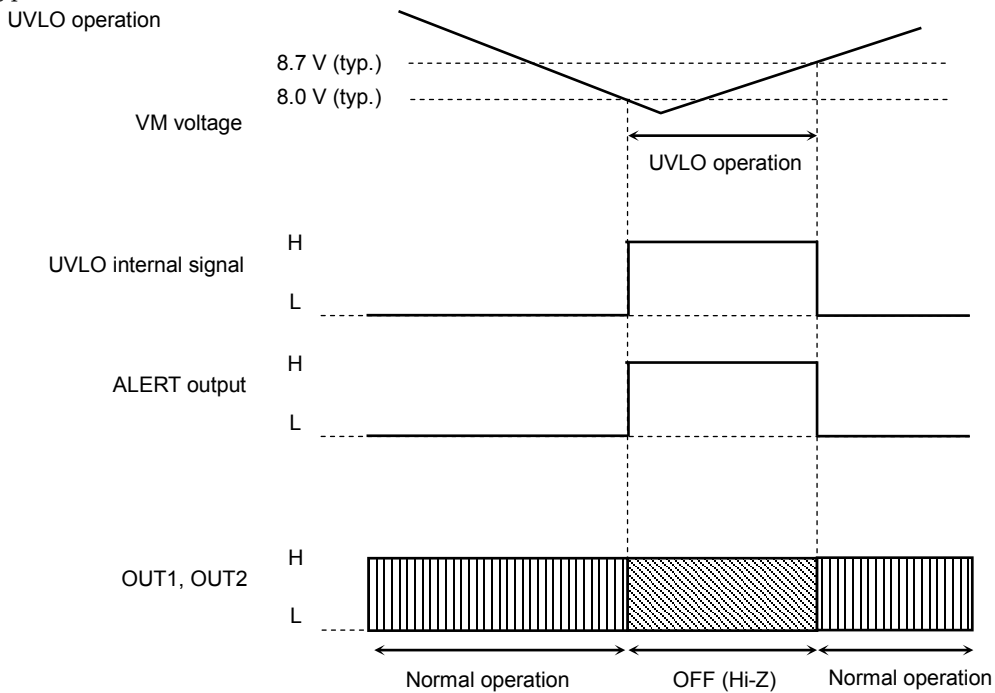 UVLO operation
8.7 V (typ.)
8.0 V (typ.)
VM voltage
UVLO operation
H
UVLO internal signal
L
H
ALERT output
L
H
OUT1, OUT2
L
Normal operation
OFF (Hi-Z)
Normal operation